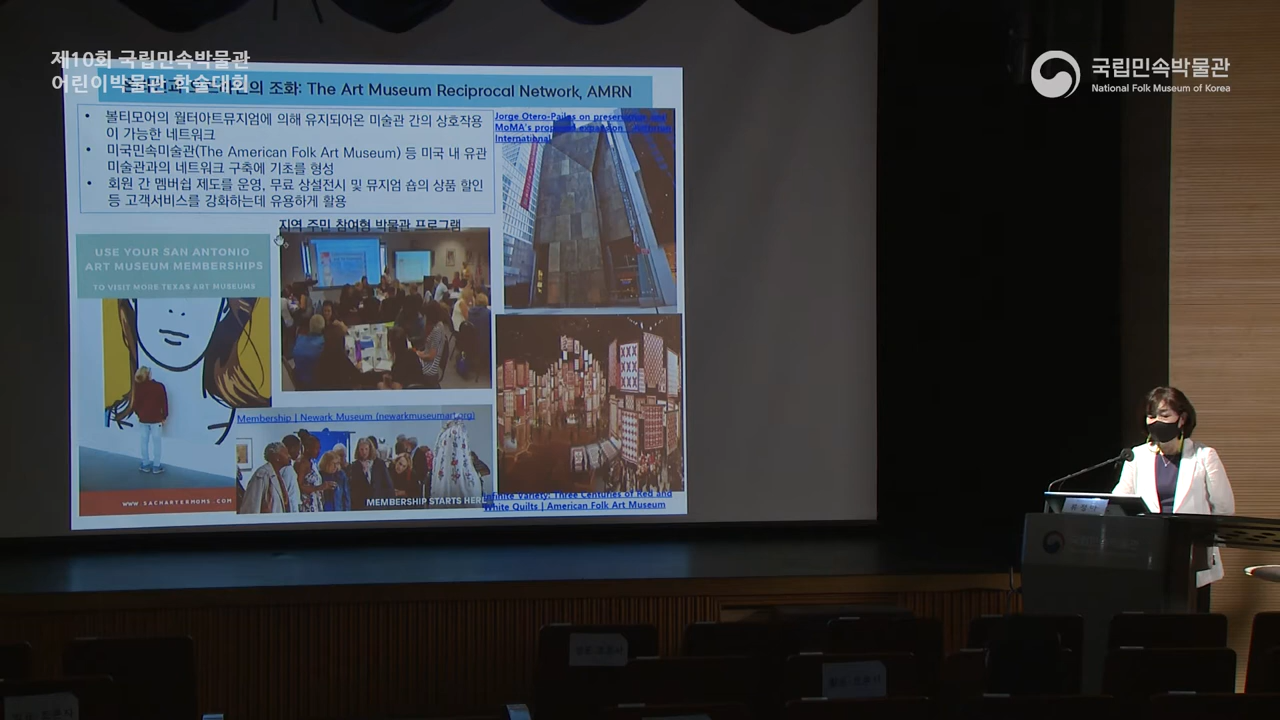 제10회 국립민속박물관
어린이박물관 학술대회
국립민속박물관
National Folk Museum of Korea
조화: The Art Museum Reciprocal Network, AMRN
• 볼티모어의 월터아트뮤지엄에 의해 유지되어온 미술관 간의 상호작용
이 가능한 네트워크
• 미국민속미술관(The American Folk Art Museum) 등 미국 내 유관
미술관과의 네트워크 구축에 기초를 형성
• 회원 간 멤버쉽 제도를 운영, 무료 상설전시 및 뮤지엄 숍의 상품 할인
등 고객서비스를 강화하는데 유용하게 활용
Jorge Otero-Pailos on preserving
MoMA's proposed expansion
International
지역 주민 참여형 박물관 프로그램
USE YOUR SAN ANTONIO
ART MUSEUM MEMBERSHIPS
TO VISIT MORE TEXAS ART MUSEUMS
WWW.SACHARTERMOMS.COM
Membership | Newark Museum (newarkmuseumart.org)
MEMBERSHIP STARTS HERE
Infinite Variety: Three Centuries of Red and
White Quilts | American Folk Art Museum